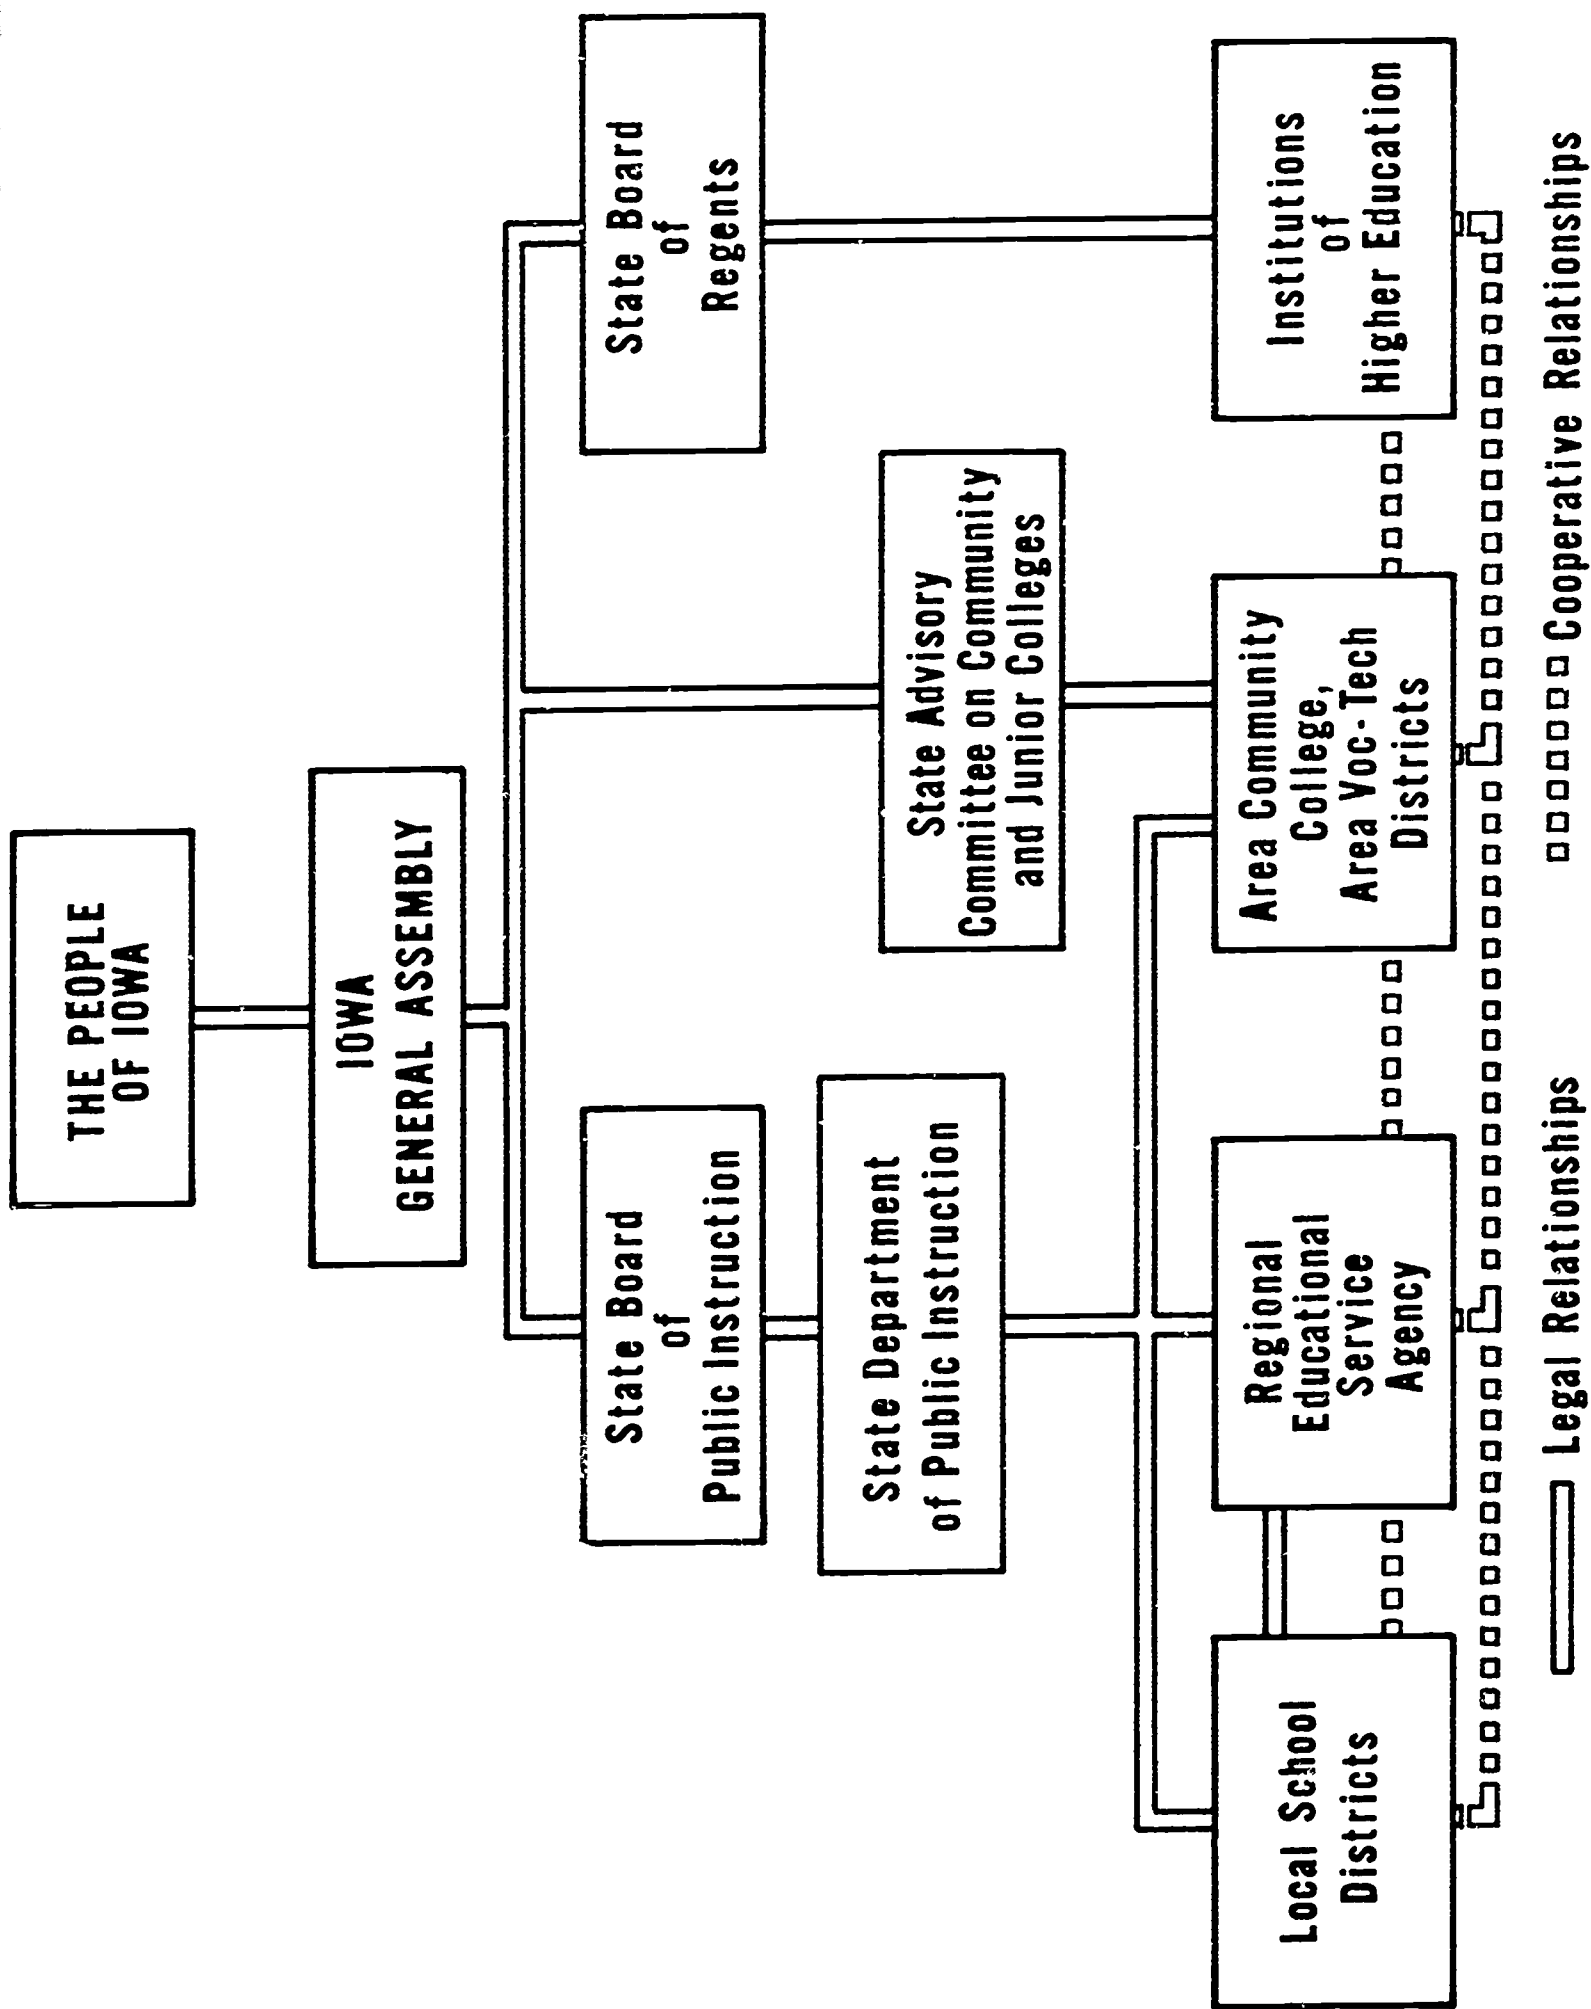 THE PEOPLE
OF IOWA
IOWA
GENERAL ASSEMBLY
State Board
of
Public Instruction
State Board
of
Regents
State Department
of Public Instruction
State Advisory
Committee on Community
and Junior Colleges
Local School
Districts
Regional
Educational
Service
Agency
Area Community
College,
Area Voc-Tech
Districts
Institutions
of
Higher Education
Legal Relationships
Cooperative Relationships